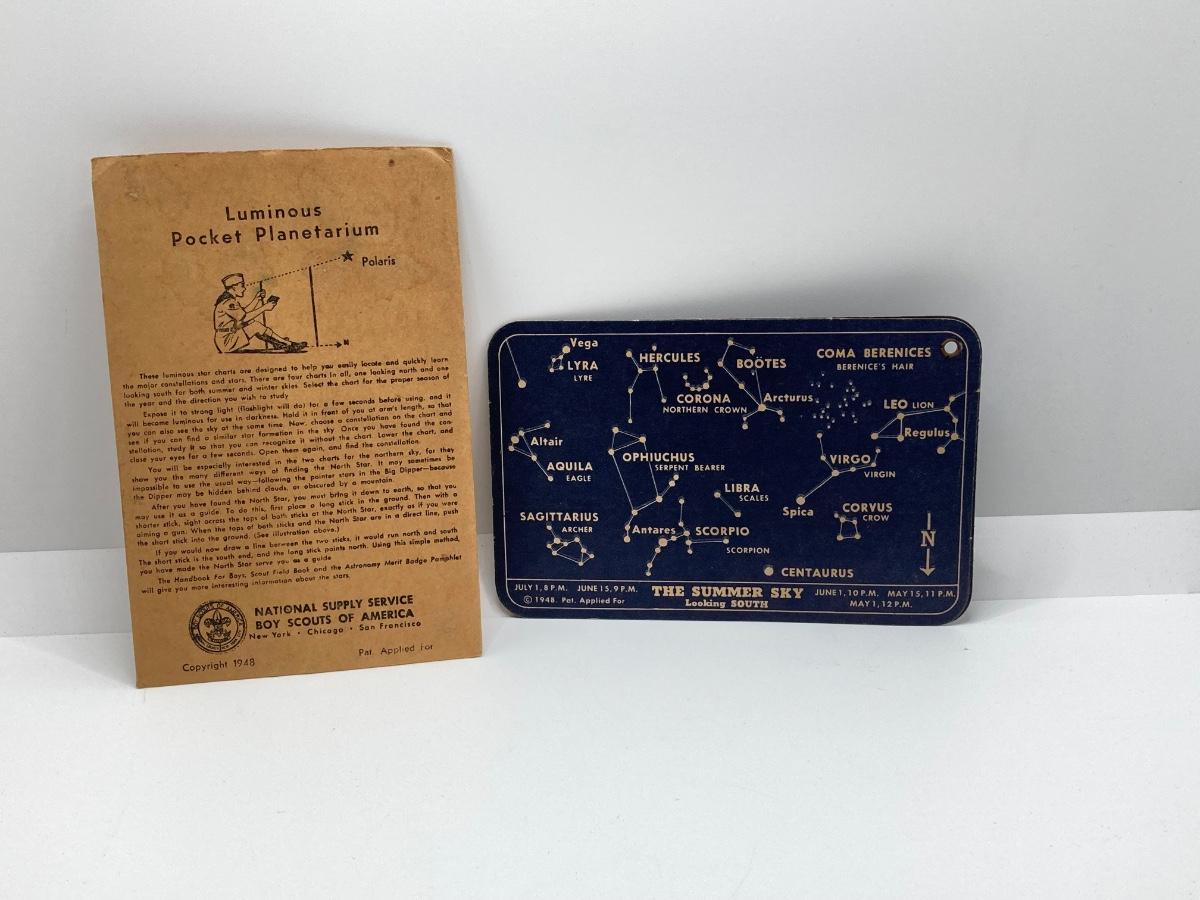 Luminous
Pocket Planetarium
Polaris
N
These luminous star charts are designed to help you easily locate and quickly learn
the major constellations and stars. There are four charts in all, one looking north and one
looking south for both summer and winter skies. Select the chart for the proper season of
the year and the direction you wish to study
Expose it to strong light (flashlight will do) for a few seconds before using, and it
will become luminous for use in darkness. Hold it in front of you at arm's length, so that
you can also see the sky at the same time. Now, choose a constellation on the chart and
see if you can find a similar star formation in the sky. Once you have found the con-
stellation, study it so that you can recognize it without the chart. Lower the chart, and
close your eyes for a few seconds. Open them again, and find the constellation.
You will be especially interested in the two charts for the northern sky, for they
show you the many different ways of finding the North Star. It may sometimes be
impossible to use the usual way—following the pointer stars in the Big Dipper—because
the Dipper may be hidden behind clouds, or obscured by a mountain.
After you have found the North Star, you must bring it down to earth, so that you
may use it as a guide. To do this, first place a long stick in the ground. Then with a
shorter stick, sight across the tops of both sticks at the North Star, exactly as if you were
aiming a gun. When the tops of both sticks and the North Star are in a direct line, push
the short stick into the ground. (See illustration above.)
If you would now draw a line between the two sticks, it would run north and south
The short stick is the south end, and the long stick points north. Using this simple method,
you have made the North Star serve you as a guide
The Handbook For Boys, Scout Field Book and the Astronomy Merit Badge Pamphlet
will give you more interesting information about the stars.
NATIONAL SUPPLY SERVICE
BOY SCOUTS OF AMERICA
New York • Chicago • San Francisco
Copyright 1948
Pat. Applied For
Vega
LYRA
LYRE
HERCULES
BOÖTES
COMA BERENICES
BERENICE'S HAIR
CORONA
NORTHERN CROWN
Arcturus
LEO LION
Regulus
Altair
AQUILA
EAGLE
OPHIUCHUS
SERPENT BEARER
VIRGO
VIRGIN
LIBRA
SCALES
Spica
CORVUS
CROW
SAGITTARIUS
ARCHER
Antares
SCORPIO
SCORPION
N
CENTAURUS
JULY 1, 8 P.M. JUNE 15, 9 P.M.
THE SUMMER SKY
JUNE 1, 10 P.M. MAY 15, 11 P.M.
© 1948. Pat. Applied For
Looking SOUTH
MAY 1, 12 P.M.